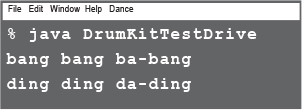 File Edit Window Help Dance
% java DrumKitTestDrive
bang bang ba-bang
ding ding da-ding